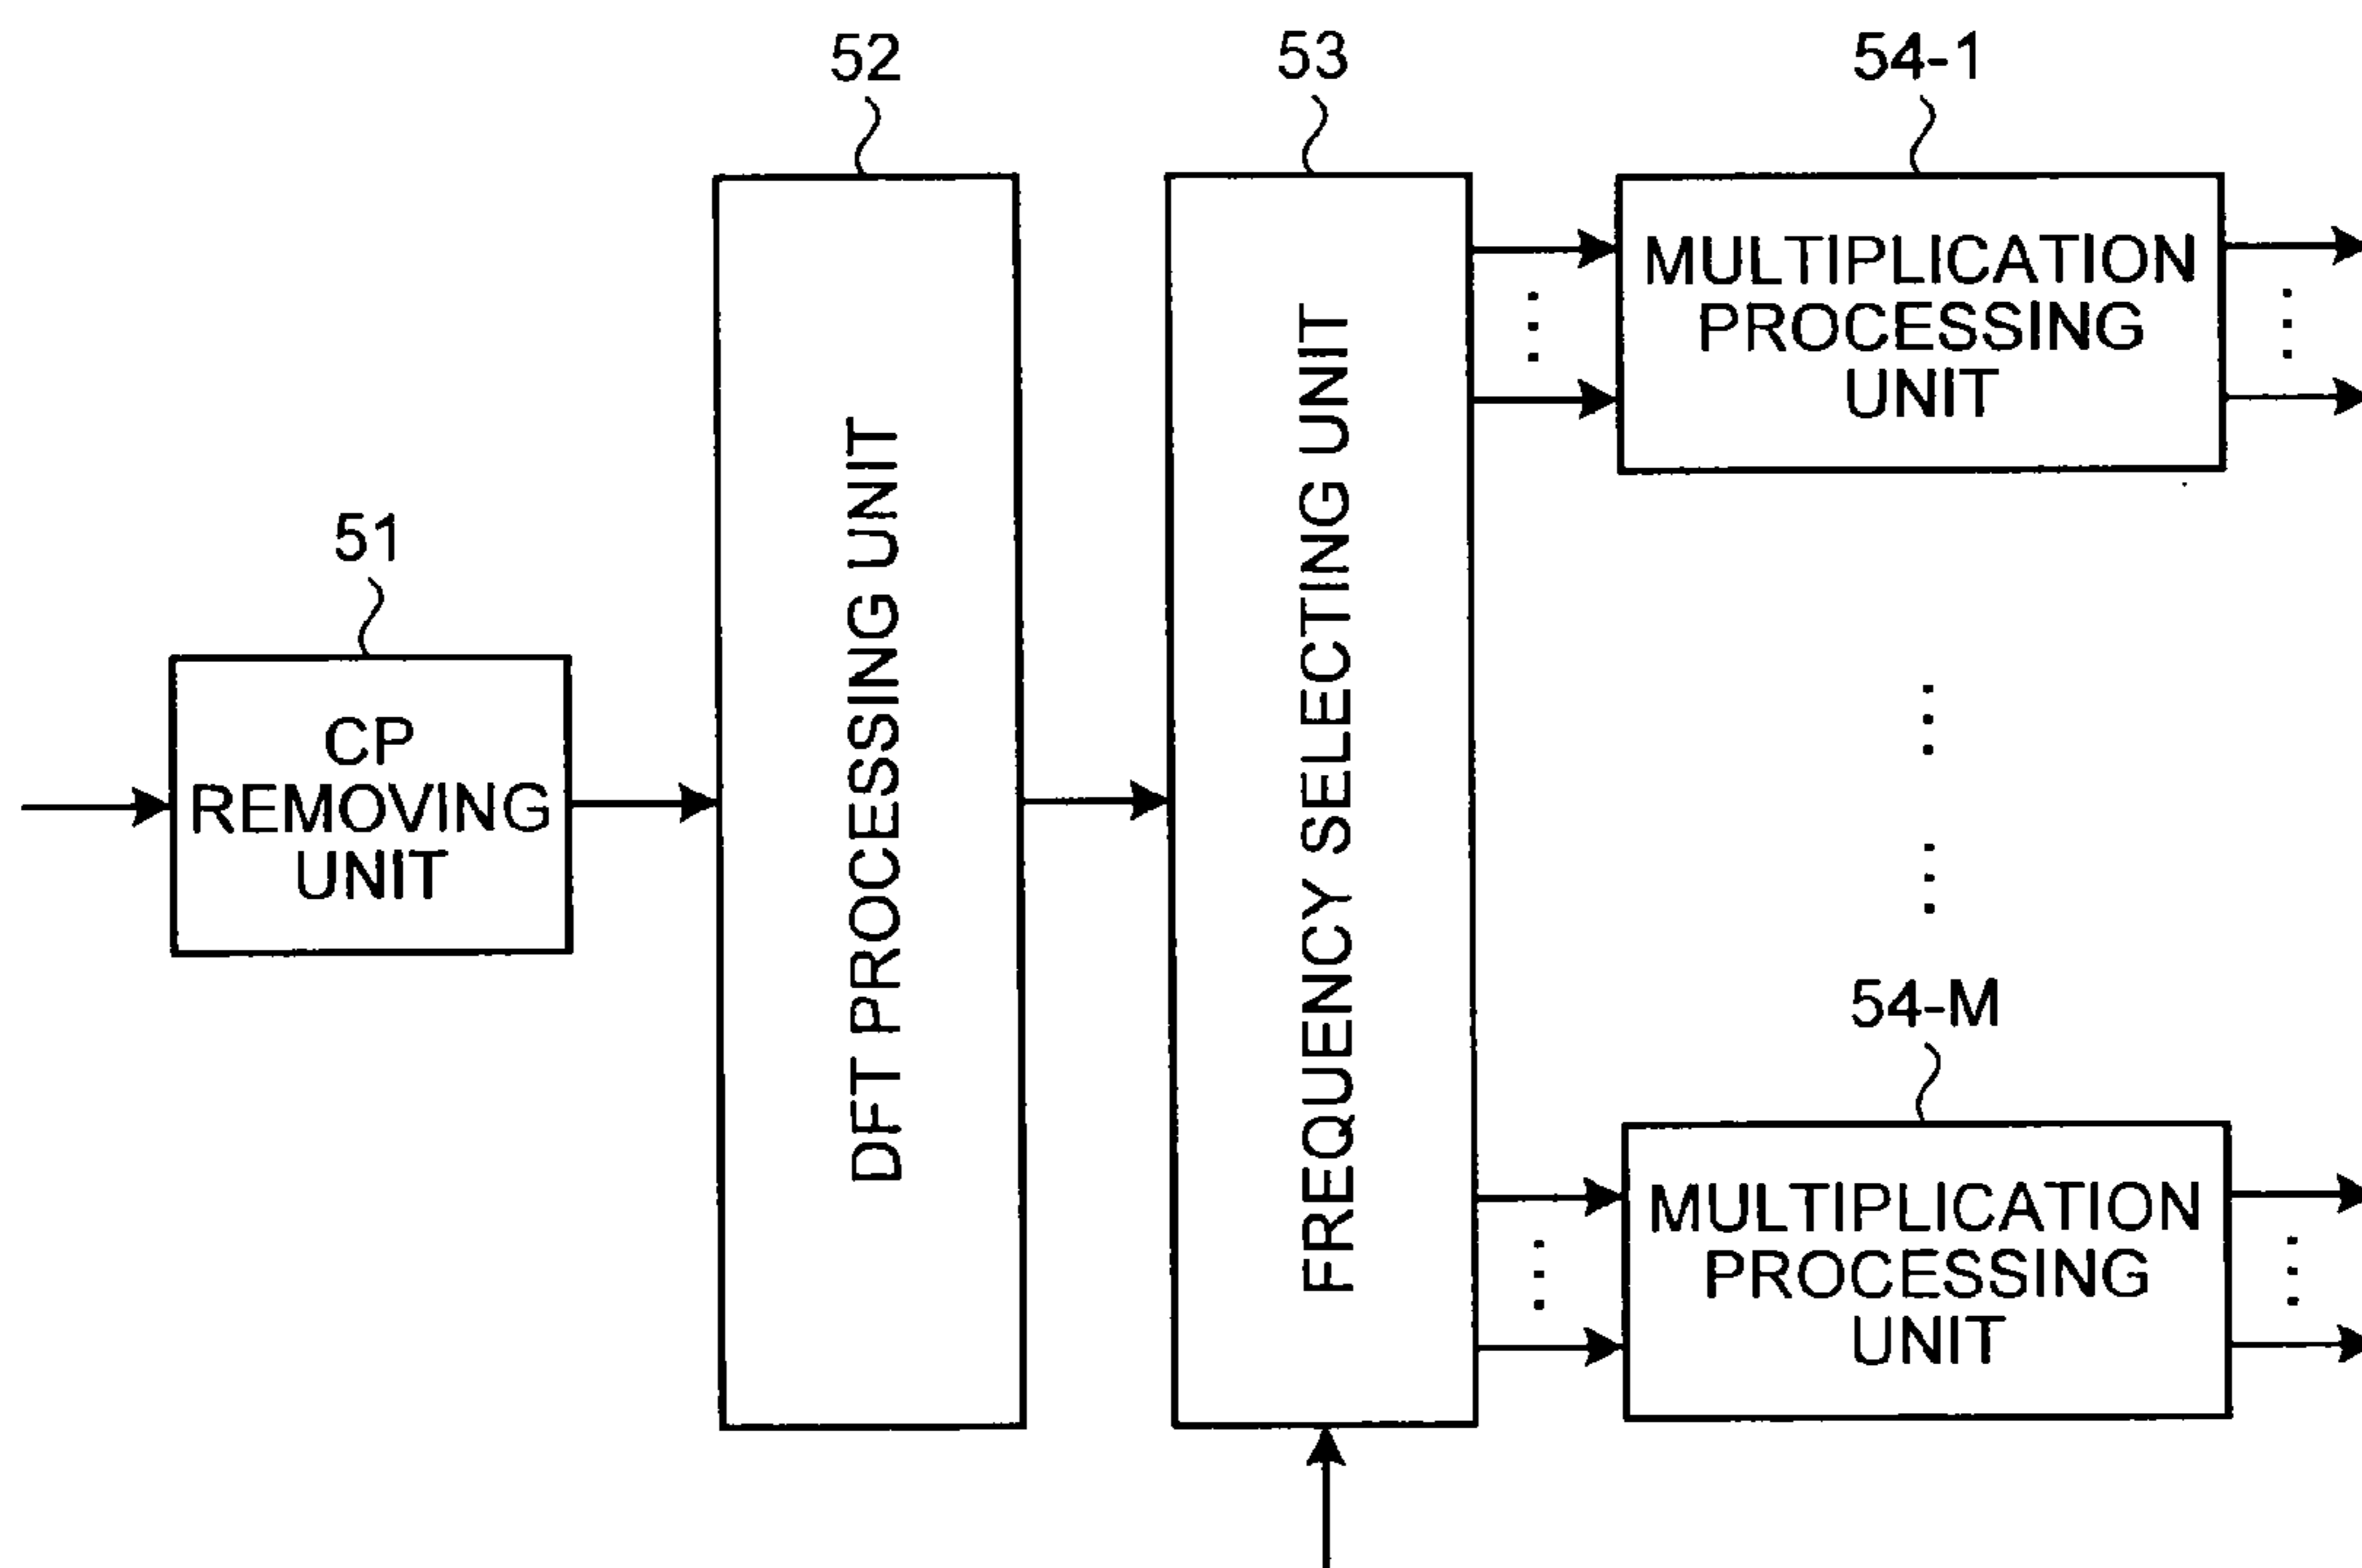 52
53
54-1
MULTIPLICATION
PROCESSING
UNIT
51
CP
REMOVING
UNIT
DFT PROCESSING UNIT
FREQUENCY SELECTING UNIT
54-M
MULTIPLICATION
PROCESSING
UNIT